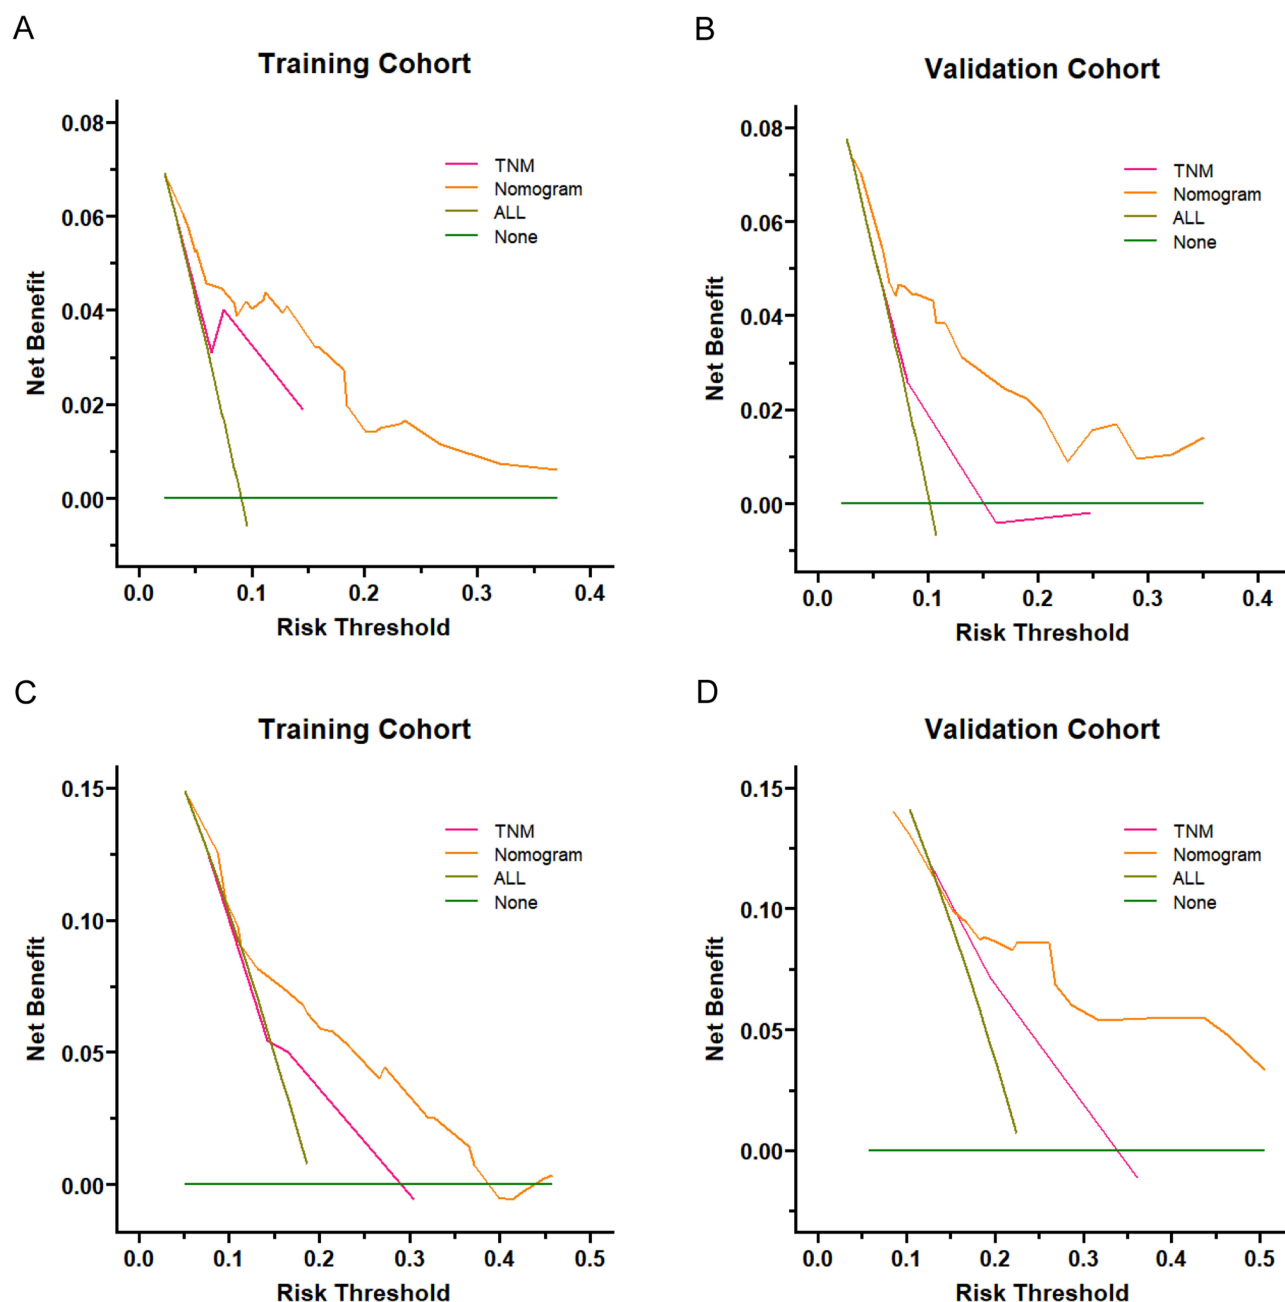 A
Training Cohort
Net Benefit
0.08
0.06
0.04
0.02
0.00
TNM
Nomogram
ALL
None
0.0 0.1 0.2 0.3 0.4
Risk Threshold
B
Validation Cohort
Net Benefit
0.08
0.06
0.04
0.02
0.00
TNM
Nomogram
ALL
None
0.0 0.1 0.2 0.3 0.4
Risk Threshold
C
Training Cohort
Net Benefit
0.15
0.10
0.05
0.00
TNM
Nomogram
ALL
None
0.0 0.1 0.2 0.3 0.4 0.5
Risk Threshold
D
Validation Cohort
Net Benefit
0.15
0.10
0.05
0.00
TNM
Nomogram
ALL
None
0.0 0.1 0.2 0.3 0.4 0.5
Risk Threshold